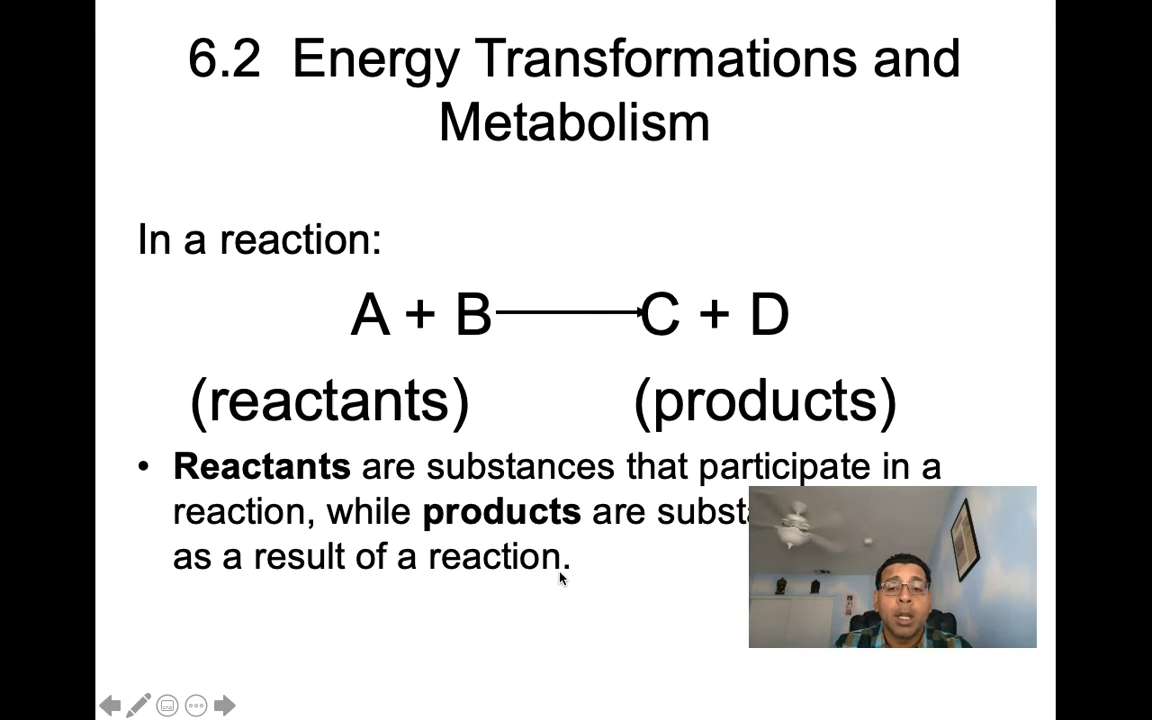 6.2 Energy Transformations and
Metabolism
In a reaction:
A + B C + D
(reactants) (products)
• Reactants are substances that participate in a
reaction, while products are
as a result of a reaction.